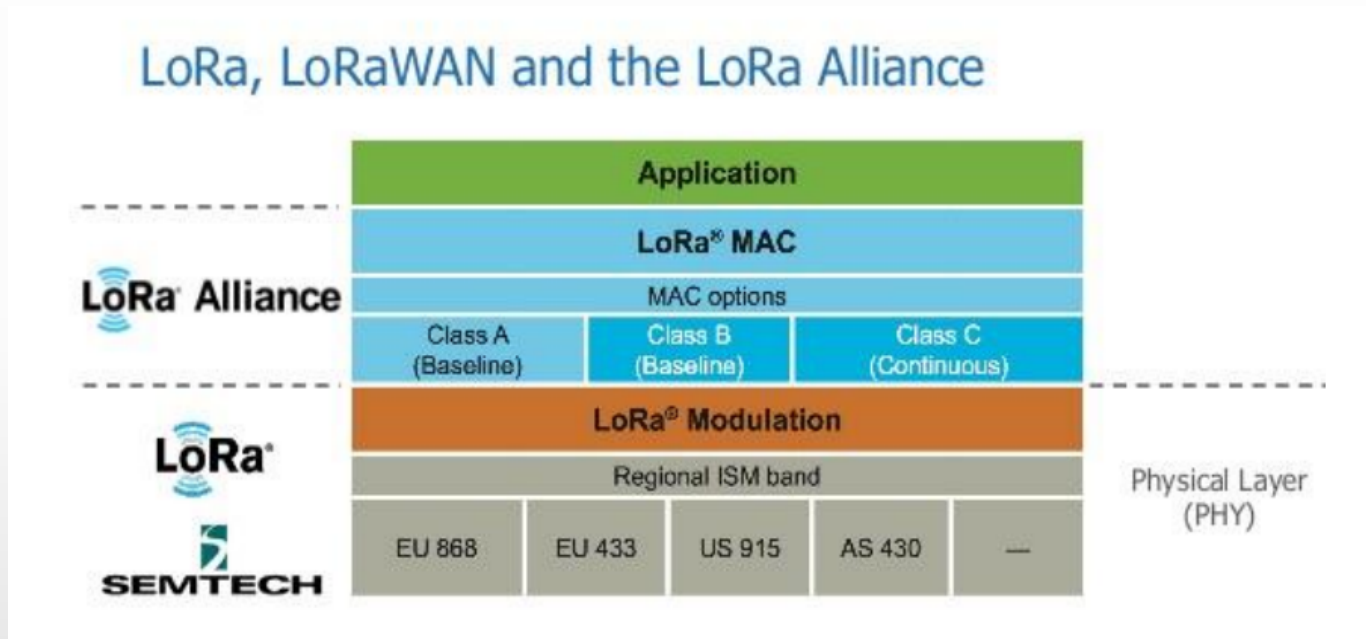 LoRa, LoRaWAN and the LoRa Alliance
Application
LoRa® MAC
LoRa Alliance
MAC options
Class A
(Baseline)
Class B
(Baseline)
Class C
(Continuous)
LoRa® Modulation
LoRa®
Regional ISM band
Physical Layer
(PHY)
EU 868
EU 433
US 915
AS 430
—
SEMTECH